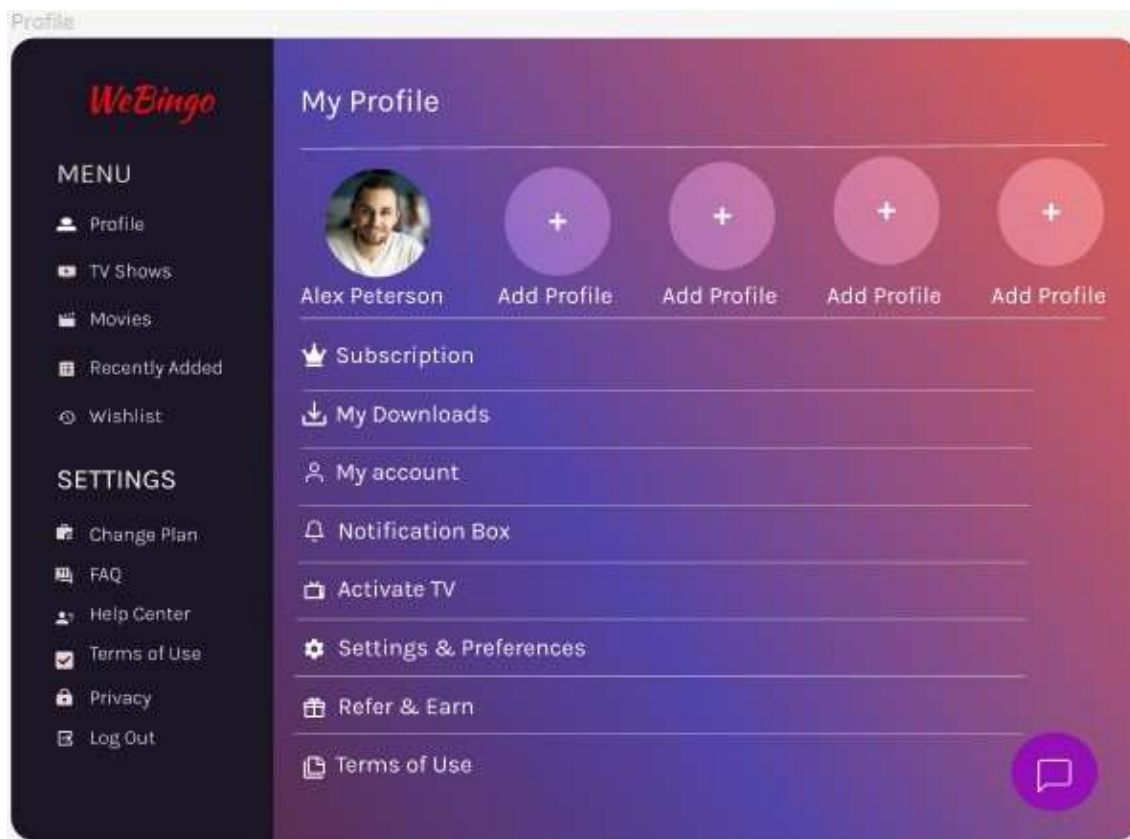 Profile
WeBingo
MENU
Profile
TV Shows
Movies
Recently Added
Wishlist
SETTINGS
Change Plan
FAQ
Help Center
Terms of Use
Privacy
Log Out
My Profile
Alex Peterson
Add Profile
Add Profile
Add Profile
Add Profile
Subscription
My Downloads
My account
Notification Box
Activate TV
Settings & Preferences
Refer & Earn
Terms of Use